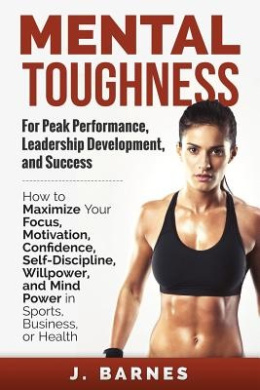 MENTAL
TOUGHNESS
For Peak Performance,
Leadership Development,
and Success
How to
Maximize Your
Focus,
Motivation,
Confidence,
Self-Discipline,
Willpower,
and Mind
Power in
Sports,
Business,
or Health
J. BARNES